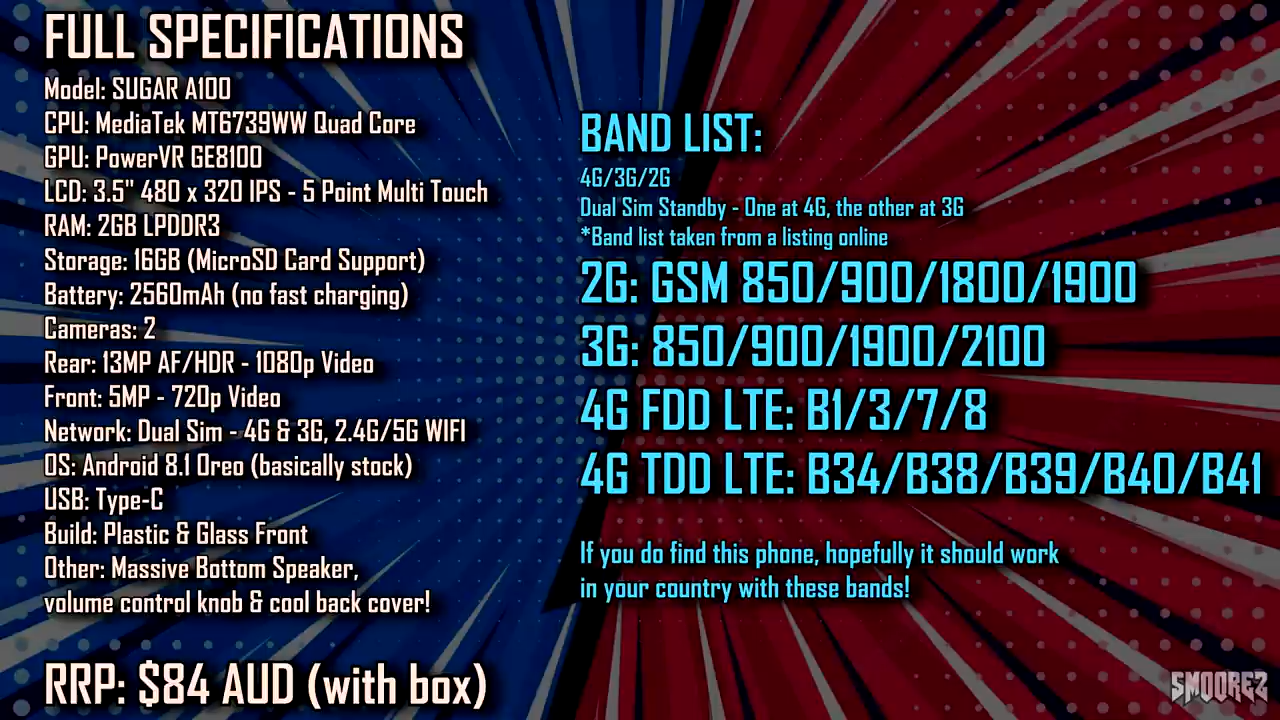 FULL SPECIFICATIONS
Model: SUGAR A100
CPU: MediaTek MT6739WW Quad Core
GPU: PowerVR GE8100
LCD: 3.5" 480 x 320 IPS - 5 Point Multi Touch
RAM: 2GB LPDDR3
Storage: 16GB (MicroSD Card Support)
Battery: 2560mAh (no fast charging)
Cameras: 2
Rear: 13MP AF/HDR - 1080p Video
Front: 5MP - 720p Video
Network: Dual Sim - 4G & 3G, 2.4G/5G WIFI
OS: Android 8.1 Oreo (basically stock)
USB: Type-C
Build: Plastic & Glass Front
Other: Massive Bottom Speaker,
volume control knob & cool back cover!
RRP: $84 AUD (with box)
BAND LIST:
4G/3G/2G
Dual Sim Standby - One at 4G, the other at 3G
*Band list taken from a listing online
2G: GSM 850/900/1800/1900
3G: 850/900/1900/2100
4G FDD LTE: B1/3/7/8
4G TDD LTE: B34/B38/B39/B40/B41
If you do find this phone, hopefully it should work
in your country with these bands!
SMOOREZ